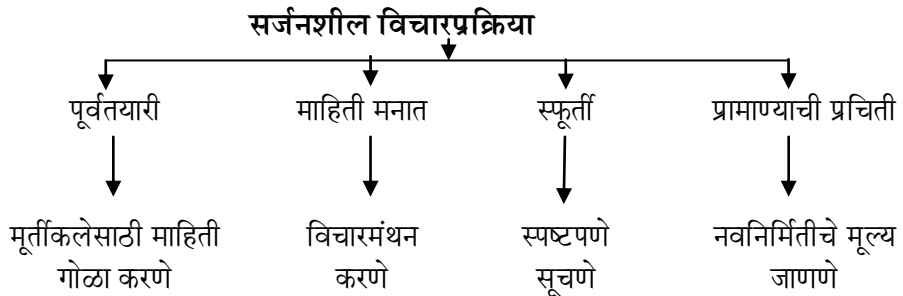 सर्जनशील विचारप्रक्रिया
पूर्वतयारी माहिती मनात स्फूर्ती प्रामाण्याची प्रचिती
मूर्तीकलेसाठी माहिती विचारमंथन स्पष्टपणे नवनिर्मितीचे मूल्य
गोळा करणे करणे सूचणे जाणणे